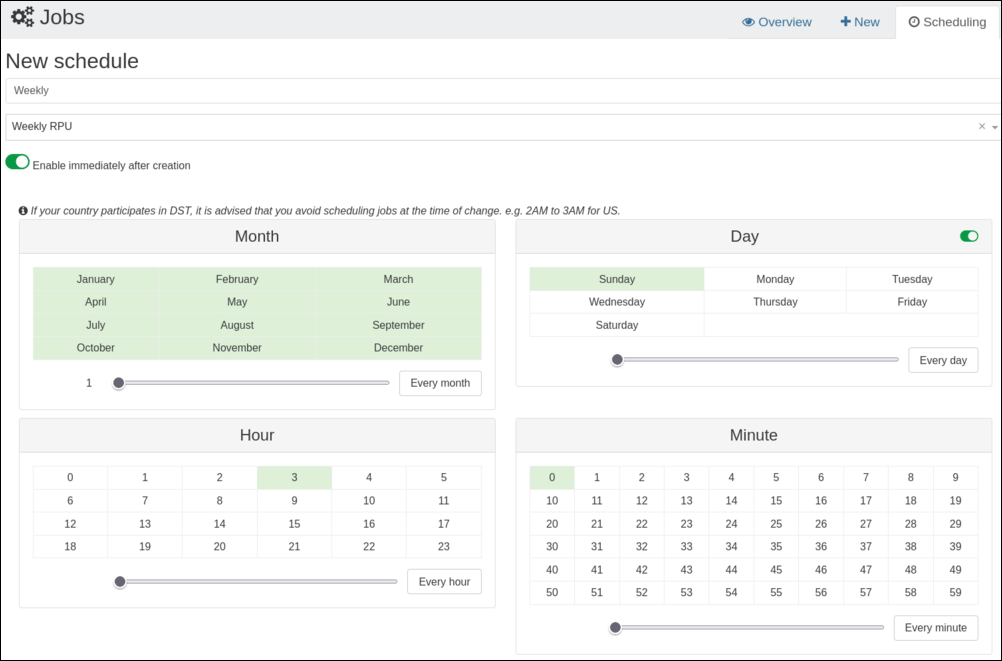 Jobs
Overview
New
Scheduling
New schedule
Weekly
Weekly RPU
×
Enable immediately after creation
If your country participates in DST, it is advised that you avoid scheduling jobs at the time of change. e.g. 2AM to 3AM for US.
Month
January February March
April May June
July August September
October November December
1 Every month
Day
Sunday Monday Tuesday
Wednesday Thursday Friday
Saturday
Every day
Hour
0 1 2 3 4 5
6 7 8 9 10 11
12 13 14 15 16 17
18 19 20 21 22 23
Every hour
Minute
0 1 2 3 4 5 6 7 8 9
10 11 12 13 14 15 16 17 18 19
20 21 22 23 24 25 26 27 28 29
30 31 32 33 34 35 36 37 38 39
40 41 42 43 44 45 46 47 48 49
50 51 52 53 54 55 56 57 58 59
Every minute